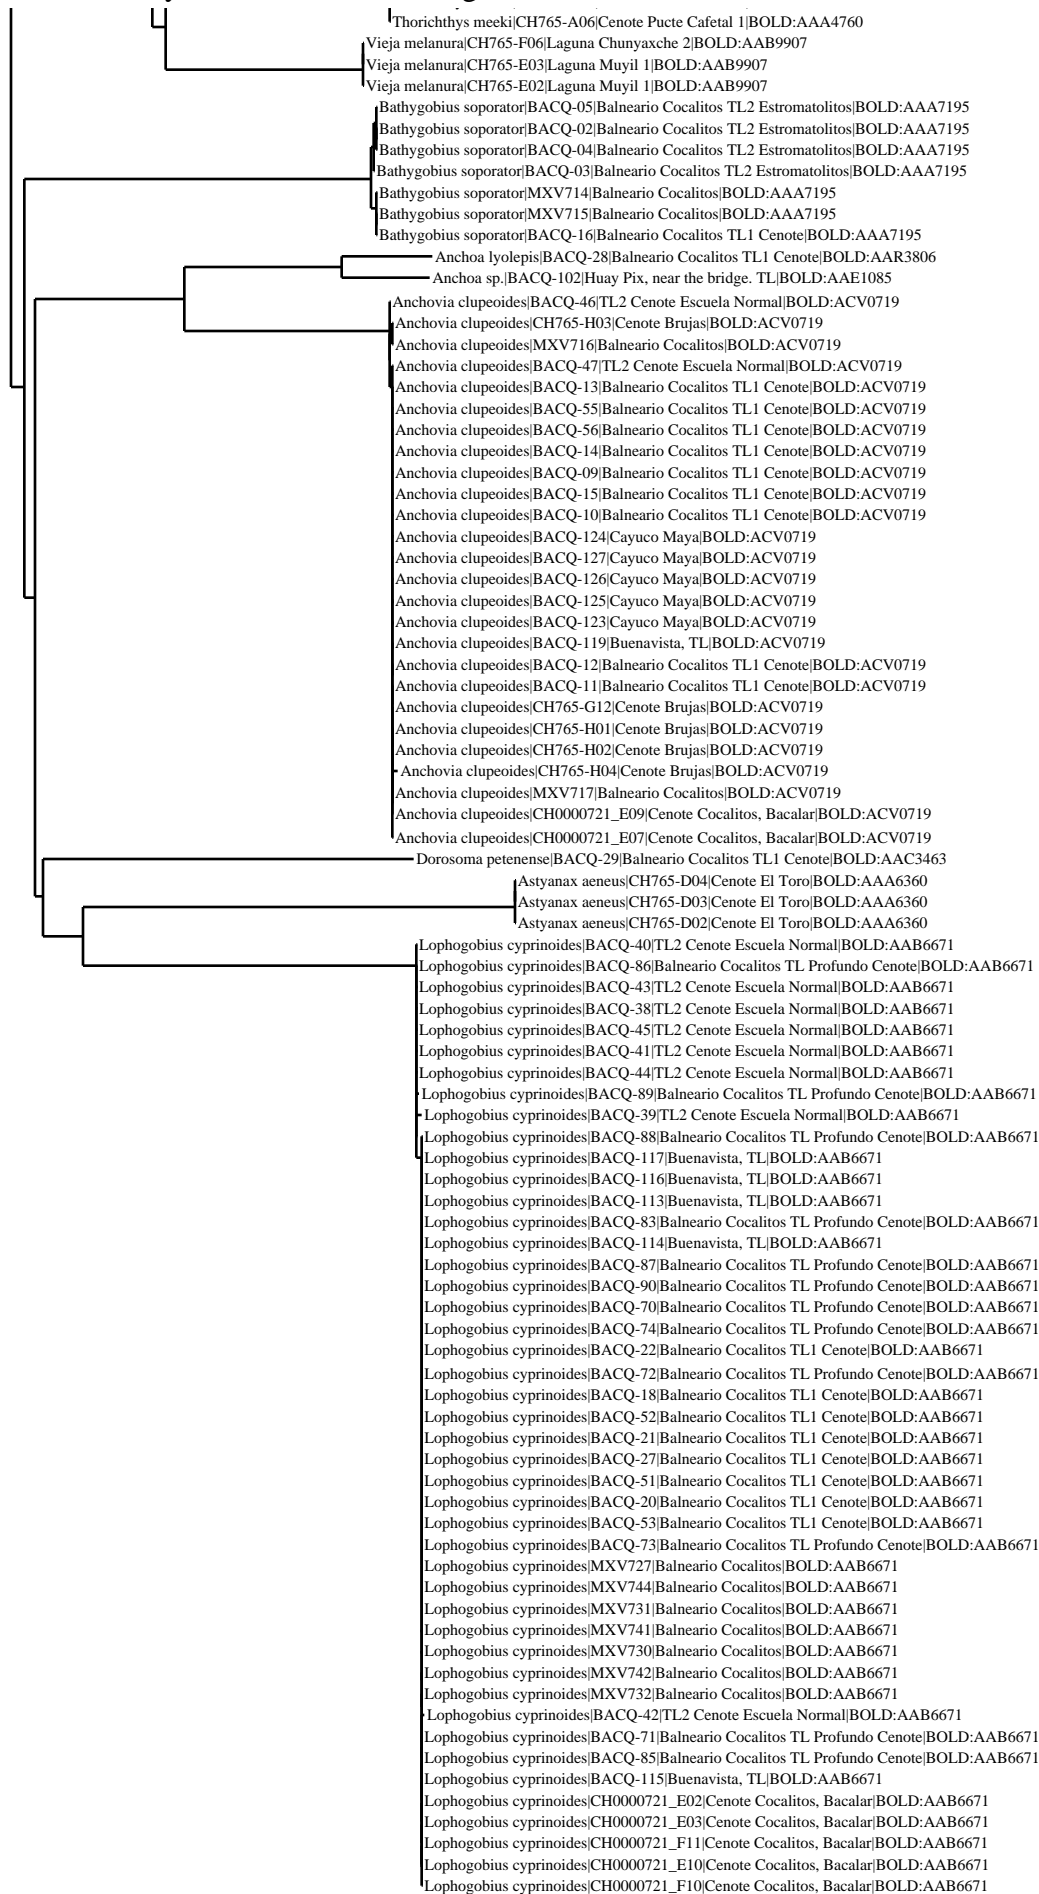 Thorichthys meeki|CH765-A06|Cenote Pucte Cafetal 1|BOLD:AAA4760
Vieja melanura|CH765-F06|Laguna Chunyaxche 2|BOLD:AAB9907
Vieja melanura|CH765-E03|Laguna Muyil 1|BOLD:AAB9907
Vieja melanura|CH765-E02|Laguna Muyil 1|BOLD:AAB9907
Bathygobius soporator|BACQ-05|Balneario Cocalitos TL2 Estromatolitos|BOLD:AAA7195
Bathygobius soporator|BACQ-02|Balneario Cocalitos TL2 Estromatolitos|BOLD:AAA7195
Bathygobius soporator|BACQ-04|Balneario Cocalitos TL2 Estromatolitos|BOLD:AAA7195
Bathygobius soporator|BACQ-03|Balneario Cocalitos TL2 Estromatolitos|BOLD:AAA7195
Bathygobius soporator|MXV714|Balneario Cocalitos|BOLD:AAA7195
Bathygobius soporator|MXV715|Balneario Cocalitos|BOLD:AAA7195
Bathygobius soporator|BACQ-16|Balneario Cocalitos TL1 Cenote|BOLD:AAA7195
Anchoa lyolepis|BACQ-28|Balneario Cocalitos TL1 Cenote|BOLD:AAR3806
Anchoa sp.|BACQ-102|Huay Pix, near the bridge. TL|BOLD:AAE1085
Anchovia clupeoides|BACQ-46|TL2 Cenote Escuela Normal|BOLD:ACV0719
Anchovia clupeoides|CH765-H03|Cenote Brujas|BOLD:ACV0719
Anchovia clupeoides|MXV716|Balneario Cocalitos|BOLD:ACV0719
Anchovia clupeoides|BACQ-47|TL2 Cenote Escuela Normal|BOLD:ACV0719
Anchovia clupeoides|BACQ-13|Balneario Cocalitos TL1 Cenote|BOLD:ACV0719
Anchovia clupeoides|BACQ-55|Balneario Cocalitos TL1 Cenote|BOLD:ACV0719
Anchovia clupeoides|BACQ-56|Balneario Cocalitos TL1 Cenote|BOLD:ACV0719
Anchovia clupeoides|BACQ-14|Balneario Cocalitos TL1 Cenote|BOLD:ACV0719
Anchovia clupeoides|BACQ-09|Balneario Cocalitos TL1 Cenote|BOLD:ACV0719
Anchovia clupeoides|BACQ-15|Balneario Cocalitos TL1 Cenote|BOLD:ACV0719
Anchovia clupeoides|BACQ-10|Balneario Cocalitos TL1 Cenote|BOLD:ACV0719
Anchovia clupeoides|BACQ-124|Cayuco Maya|BOLD:ACV0719
Anchovia clupeoides|BACQ-127|Cayuco Maya|BOLD:ACV0719
Anchovia clupeoides|BACQ-126|Cayuco Maya|BOLD:ACV0719
Anchovia clupeoides|BACQ-125|Cayuco Maya|BOLD:ACV0719
Anchovia clupeoides|BACQ-123|Cayuco Maya|BOLD:ACV0719
Anchovia clupeoides|BACQ-119|Buenavista, TL|BOLD:ACV0719
Anchovia clupeoides|BACQ-12|Balneario Cocalitos TL1 Cenote|BOLD:ACV0719
Anchovia clupeoides|BACQ-11|Balneario Cocalitos TL1 Cenote|BOLD:ACV0719
Anchovia clupeoides|CH765-G12|Cenote Brujas|BOLD:ACV0719
Anchovia clupeoides|CH765-H01|Cenote Brujas|BOLD:ACV0719
Anchovia clupeoides|CH765-H02|Cenote Brujas|BOLD:ACV0719
Anchovia clupeoides|CH765-H04|Cenote Brujas|BOLD:ACV0719
Anchovia clupeoides|MXV717|Balneario Cocalitos|BOLD:ACV0719
Anchovia clupeoides|CH0000721_E09|Cenote Cocalitos, Bacalar|BOLD:ACV0719
Anchovia clupeoides|CH0000721_E07|Cenote Cocalitos, Bacalar|BOLD:ACV0719
Dorosoma petenense|BACQ-29|Balneario Cocalitos TL1 Cenote|BOLD:AAC3463
Astyanax aeneus|CH765-D04|Cenote El Toro|BOLD:AAA6360
Astyanax aeneus|CH765-D03|Cenote El Toro|BOLD:AAA6360
Astyanax aeneus|CH765-D02|Cenote El Toro|BOLD:AAA6360
Lophogobius cyprinoides|BACQ-40|TL2 Cenote Escuela Normal|BOLD:AAB6671
Lophogobius cyprinoides|BACQ-86|Balneario Cocalitos TL Profundo Cenote|BOLD:AAB6671
Lophogobius cyprinoides|BACQ-43|TL2 Cenote Escuela Normal|BOLD:AAB6671
Lophogobius cyprinoides|BACQ-38|TL2 Cenote Escuela Normal|BOLD:AAB6671
Lophogobius cyprinoides|BACQ-45|TL2 Cenote Escuela Normal|BOLD:AAB6671
Lophogobius cyprinoides|BACQ-41|TL2 Cenote Escuela Normal|BOLD:AAB6671
Lophogobius cyprinoides|BACQ-44|TL2 Cenote Escuela Normal|BOLD:AAB6671
Lophogobius cyprinoides|BACQ-89|Balneario Cocalitos TL Profundo Cenote|BOLD:AAB6671
Lophogobius cyprinoides|BACQ-39|TL2 Cenote Escuela Normal|BOLD:AAB6671
Lophogobius cyprinoides|BACQ-88|Balneario Cocalitos TL Profundo Cenote|BOLD:AAB6671
Lophogobius cyprinoides|BACQ-117|Buenavista, TL|BOLD:AAB6671
Lophogobius cyprinoides|BACQ-116|Buenavista, TL|BOLD:AAB6671
Lophogobius cyprinoides|BACQ-113|Buenavista, TL|BOLD:AAB6671
Lophogobius cyprinoides|BACQ-83|Balneario Cocalitos TL Profundo Cenote|BOLD:AAB6671
Lophogobius cyprinoides|BACQ-114|Buenavista, TL|BOLD:AAB6671
Lophogobius cyprinoides|BACQ-87|Balneario Cocalitos TL Profundo Cenote|BOLD:AAB6671
Lophogobius cyprinoides|BACQ-90|Balneario Cocalitos TL Profundo Cenote|BOLD:AAB6671
Lophogobius cyprinoides|BACQ-70|Balneario Cocalitos TL Profundo Cenote|BOLD:AAB6671
Lophogobius cyprinoides|BACQ-74|Balneario Cocalitos TL Profundo Cenote|BOLD:AAB6671
Lophogobius cyprinoides|BACQ-22|Balneario Cocalitos TL1 Cenote|BOLD:AAB6671
Lophogobius cyprinoides|BACQ-72|Balneario Cocalitos TL Profundo Cenote|BOLD:AAB6671
Lophogobius cyprinoides|BACQ-18|Balneario Cocalitos TL1 Cenote|BOLD:AAB6671
Lophogobius cyprinoides|BACQ-52|Balneario Cocalitos TL1 Cenote|BOLD:AAB6671
Lophogobius cyprinoides|BACQ-21|Balneario Cocalitos TL1 Cenote|BOLD:AAB6671
Lophogobius cyprinoides|BACQ-27|Balneario Cocalitos TL1 Cenote|BOLD:AAB6671
Lophogobius cyprinoides|BACQ-51|Balneario Cocalitos TL1 Cenote|BOLD:AAB6671
Lophogobius cyprinoides|BACQ-20|Balneario Cocalitos TL1 Cenote|BOLD:AAB6671
Lophogobius cyprinoides|BACQ-53|Balneario Cocalitos TL1 Cenote|BOLD:AAB6671
Lophogobius cyprinoides|BACQ-73|Balneario Cocalitos TL Profundo Cenote|BOLD:AAB6671
Lophogobius cyprinoides|MXV727|Balneario Cocalitos|BOLD:AAB6671
Lophogobius cyprinoides|MXV744|Balneario Cocalitos|BOLD:AAB6671
Lophogobius cyprinoides|MXV731|Balneario Cocalitos|BOLD:AAB6671
Lophogobius cyprinoides|MXV741|Balneario Cocalitos|BOLD:AAB6671
Lophogobius cyprinoides|MXV730|Balneario Cocalitos|BOLD:AAB6671
Lophogobius cyprinoides|MXV742|Balneario Cocalitos|BOLD:AAB6671
Lophogobius cyprinoides|MXV732|Balneario Cocalitos|BOLD:AAB6671
Lophogobius cyprinoides|BACQ-42|TL2 Cenote Escuela Normal|BOLD:AAB6671
Lophogobius cyprinoides|BACQ-71|Balneario Cocalitos TL Profundo Cenote|BOLD:AAB6671
Lophogobius cyprinoides|BACQ-85|Balneario Cocalitos TL Profundo Cenote|BOLD:AAB6671
Lophogobius cyprinoides|BACQ-115|Buenavista, TL|BOLD:AAB6671
Lophogobius cyprinoides|CH0000721_E02|Cenote Cocalitos, Bacalar|BOLD:AAB6671
Lophogobius cyprinoides|CH0000721_E03|Cenote Cocalitos, Bacalar|BOLD:AAB6671
Lophogobius cyprinoides|CH0000721_F11|Cenote Cocalitos, Bacalar|BOLD:AAB6671
Lophogobius cyprinoides|CH0000721_E10|Cenote Cocalitos, Bacalar|BOLD:AAB6671
Lophogobius cyprinoides|CH0000721_F10|Cenote Cocalitos, Bacalar|BOLD:AAB6671